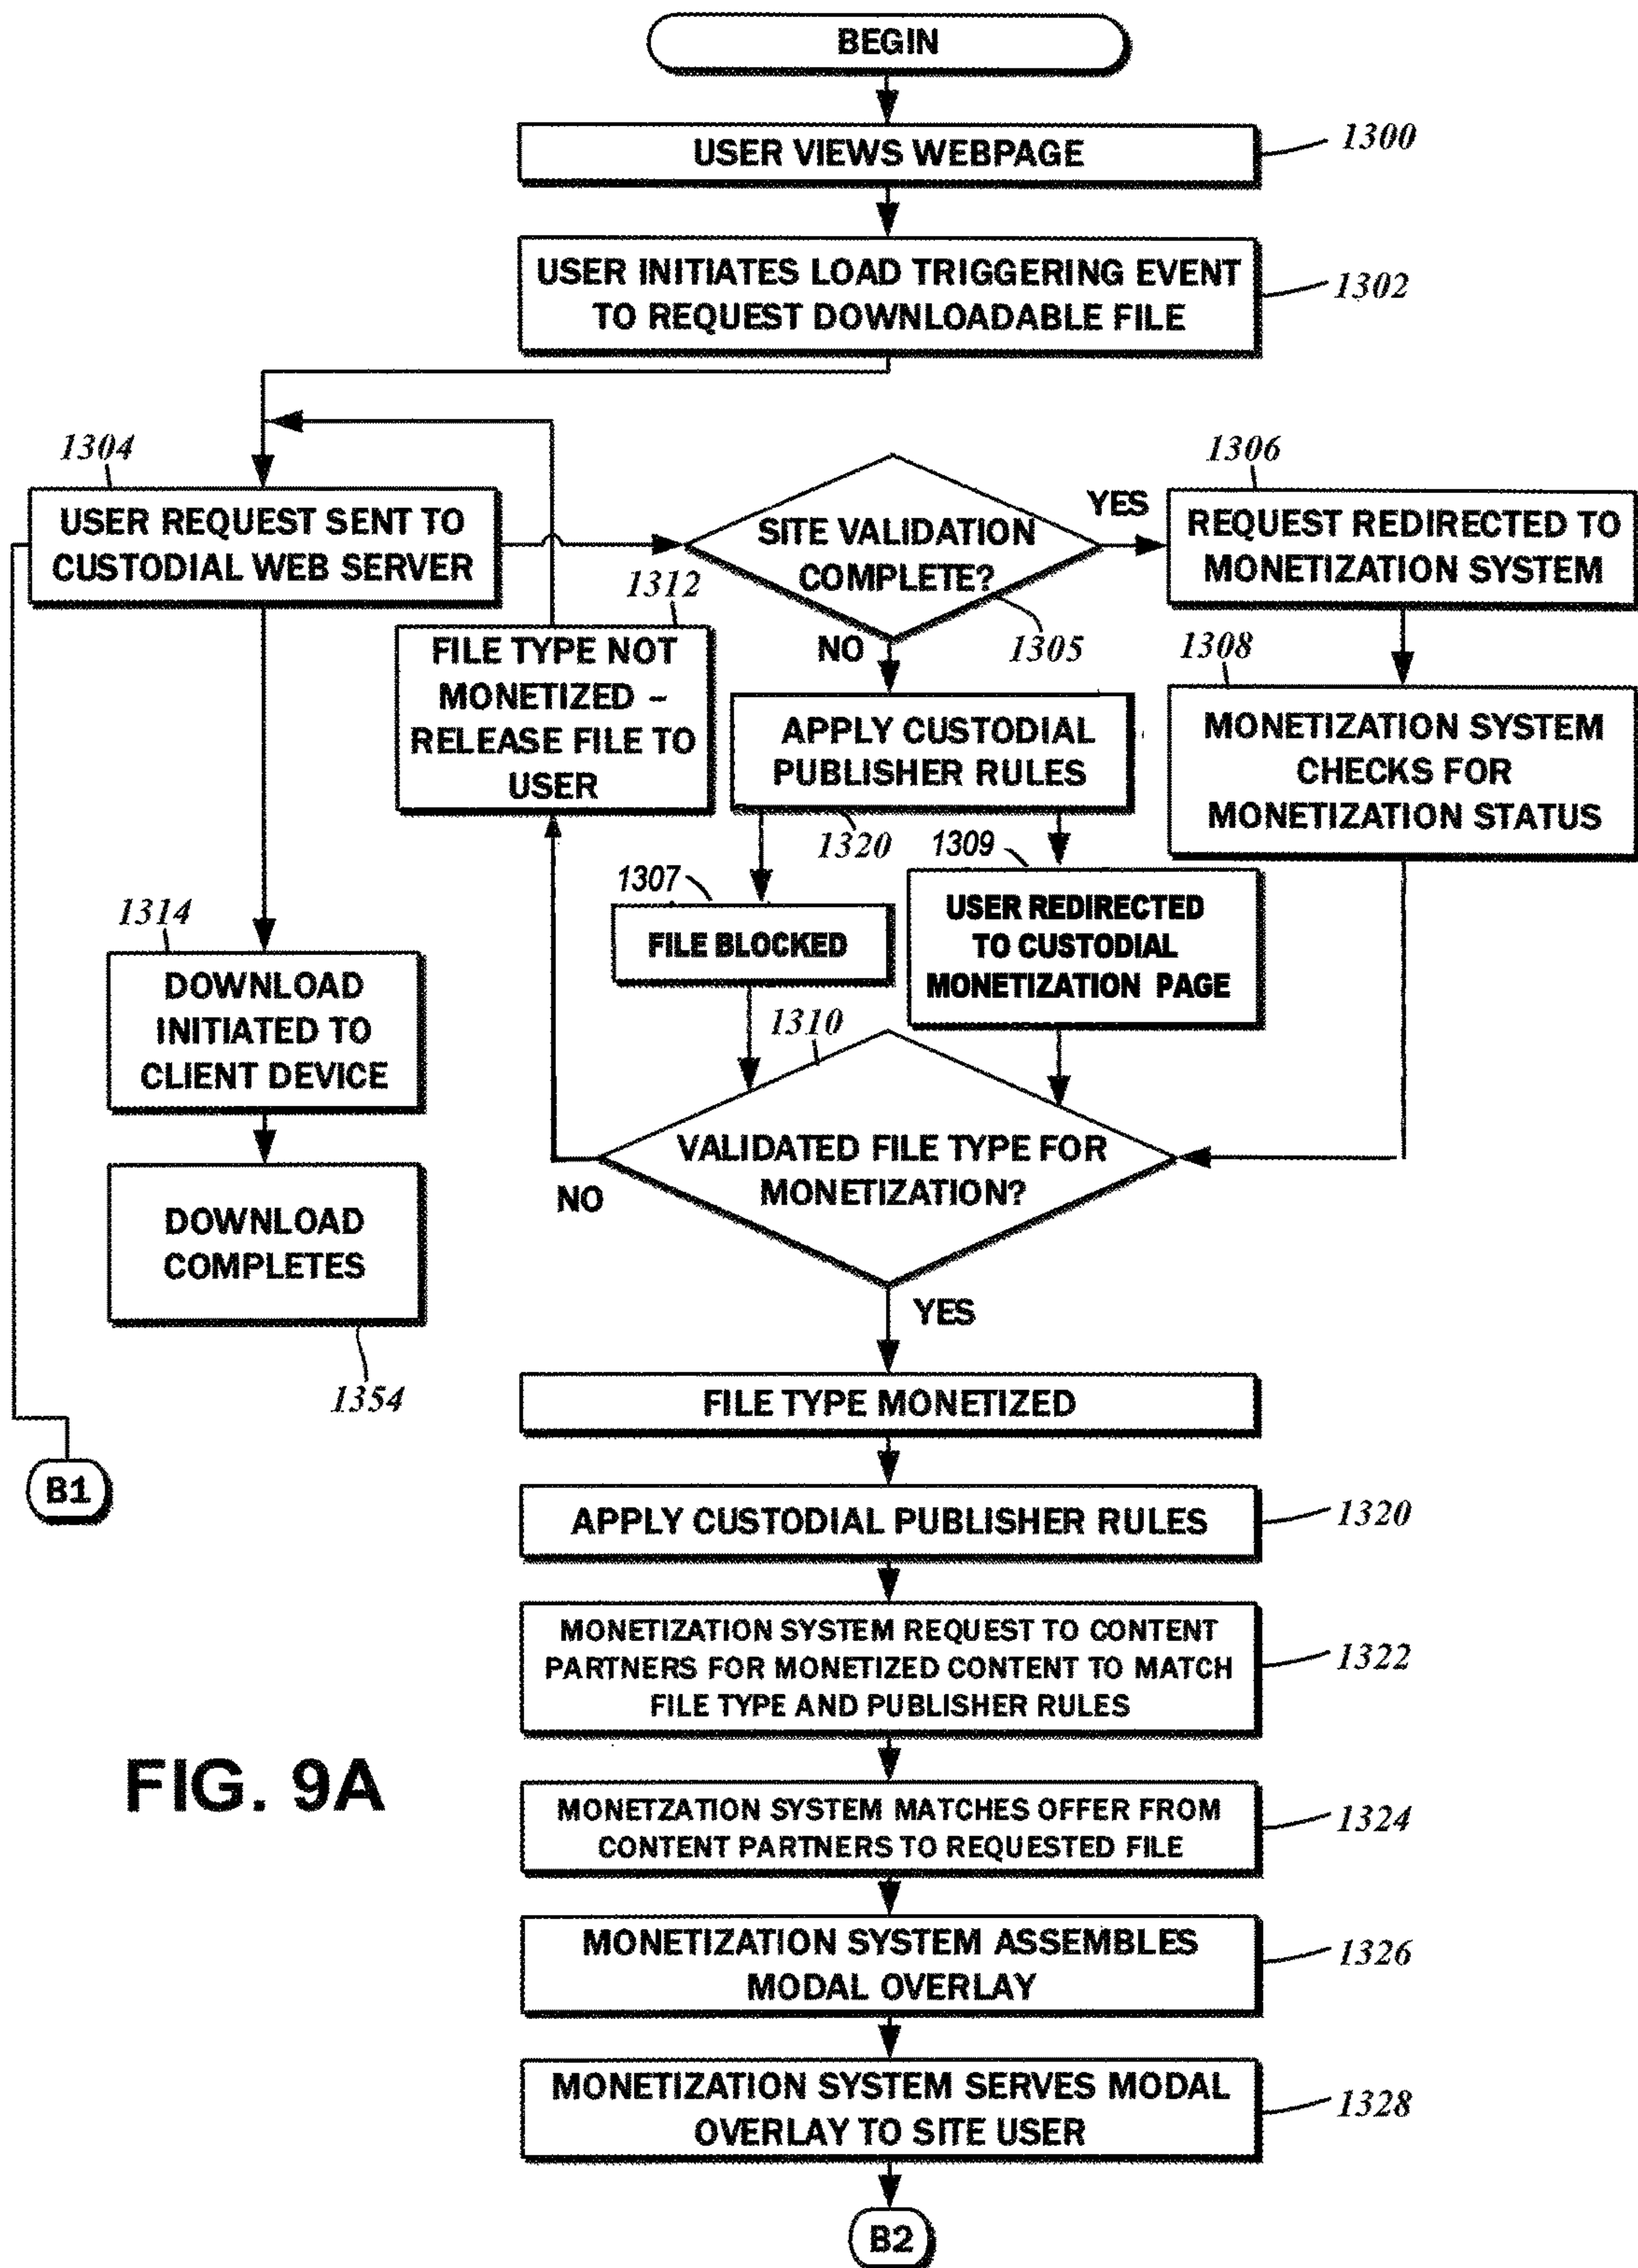 BEGIN
USER VIEWS WEBPAGE
1300
USER INITIATES LOAD TRIGGERING EVENT
TO REQUEST DOWNLOADABLE FILE
1302
1304
USER REQUEST SENT TO
CUSTODIAL WEB SERVER
SITE VALIDATION
COMPLETE?
1305
YES
NO
1306
REQUEST REDIRECTED TO
MONETIZATION SYSTEM
1312
FILE TYPE NOT
MONETIZED –
RELEASE FILE TO
USER
APPLY CUSTODIAL
PUBLISHER RULES
1320
1308
MONETIZATION SYSTEM
CHECKS FOR
MONETIZATION STATUS
1307
FILE BLOCKED
1309
USER REDIRECTED
TO CUSTODIAL
MONETIZATION PAGE
1314
DOWNLOAD
INITIATED TO
CLIENT DEVICE
1310
VALIDATED FILE TYPE FOR
MONETIZATION?
NO
YES
DOWNLOAD
COMPLETES
1354
B1
FILE TYPE MONETIZED
APPLY CUSTODIAL PUBLISHER RULES
1320
MONETIZATION SYSTEM REQUEST TO CONTENT
PARTNERS FOR MONETIZED CONTENT TO MATCH
FILE TYPE AND PUBLISHER RULES
1322
FIG. 9A
MONETZATION SYSTEM MATCHES OFFER FROM
CONTENT PARTNERS TO REQUESTED FILE
1324
MONETIZATION SYSTEM ASSEMBLES
MODAL OVERLAY
1326
MONETIZATION SYSTEM SERVES MODAL
OVERLAY TO SITE USER
1328
B2